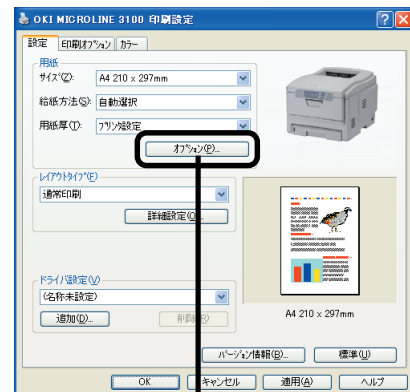 OKI MICROLINE 3100 印刷設定
設定 印刷オプション カラー
用紙
サイズ(Z): A4 210 x 297mm
給紙方法(S): 自動選択
用紙厚(T): プリンタ設定
オプション(P)...
レイアウトタイプ(E)
通常印刷
詳細設定(O)...
ドライバ設定(V)
(名称未設定)
追加(D)... 削除(R)
A4 210 x 297mm
バージョン情報(B)... 標準(U)
OK キャンセル 適用(A) ヘルプ